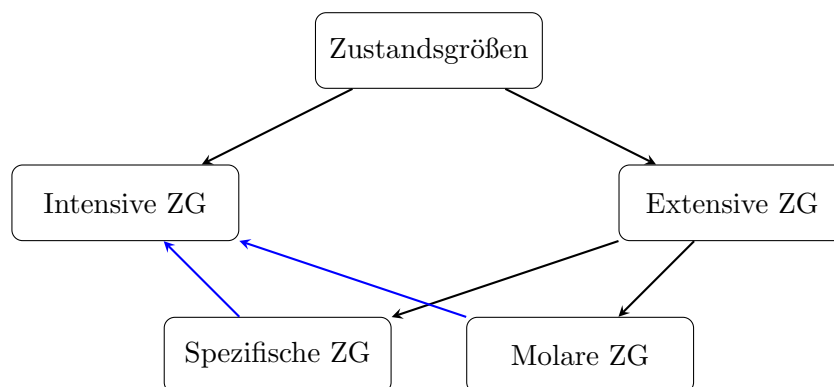 Zustandsgrößen
Intensive ZG
Extensive ZG
Spezifische ZG
Molare ZG